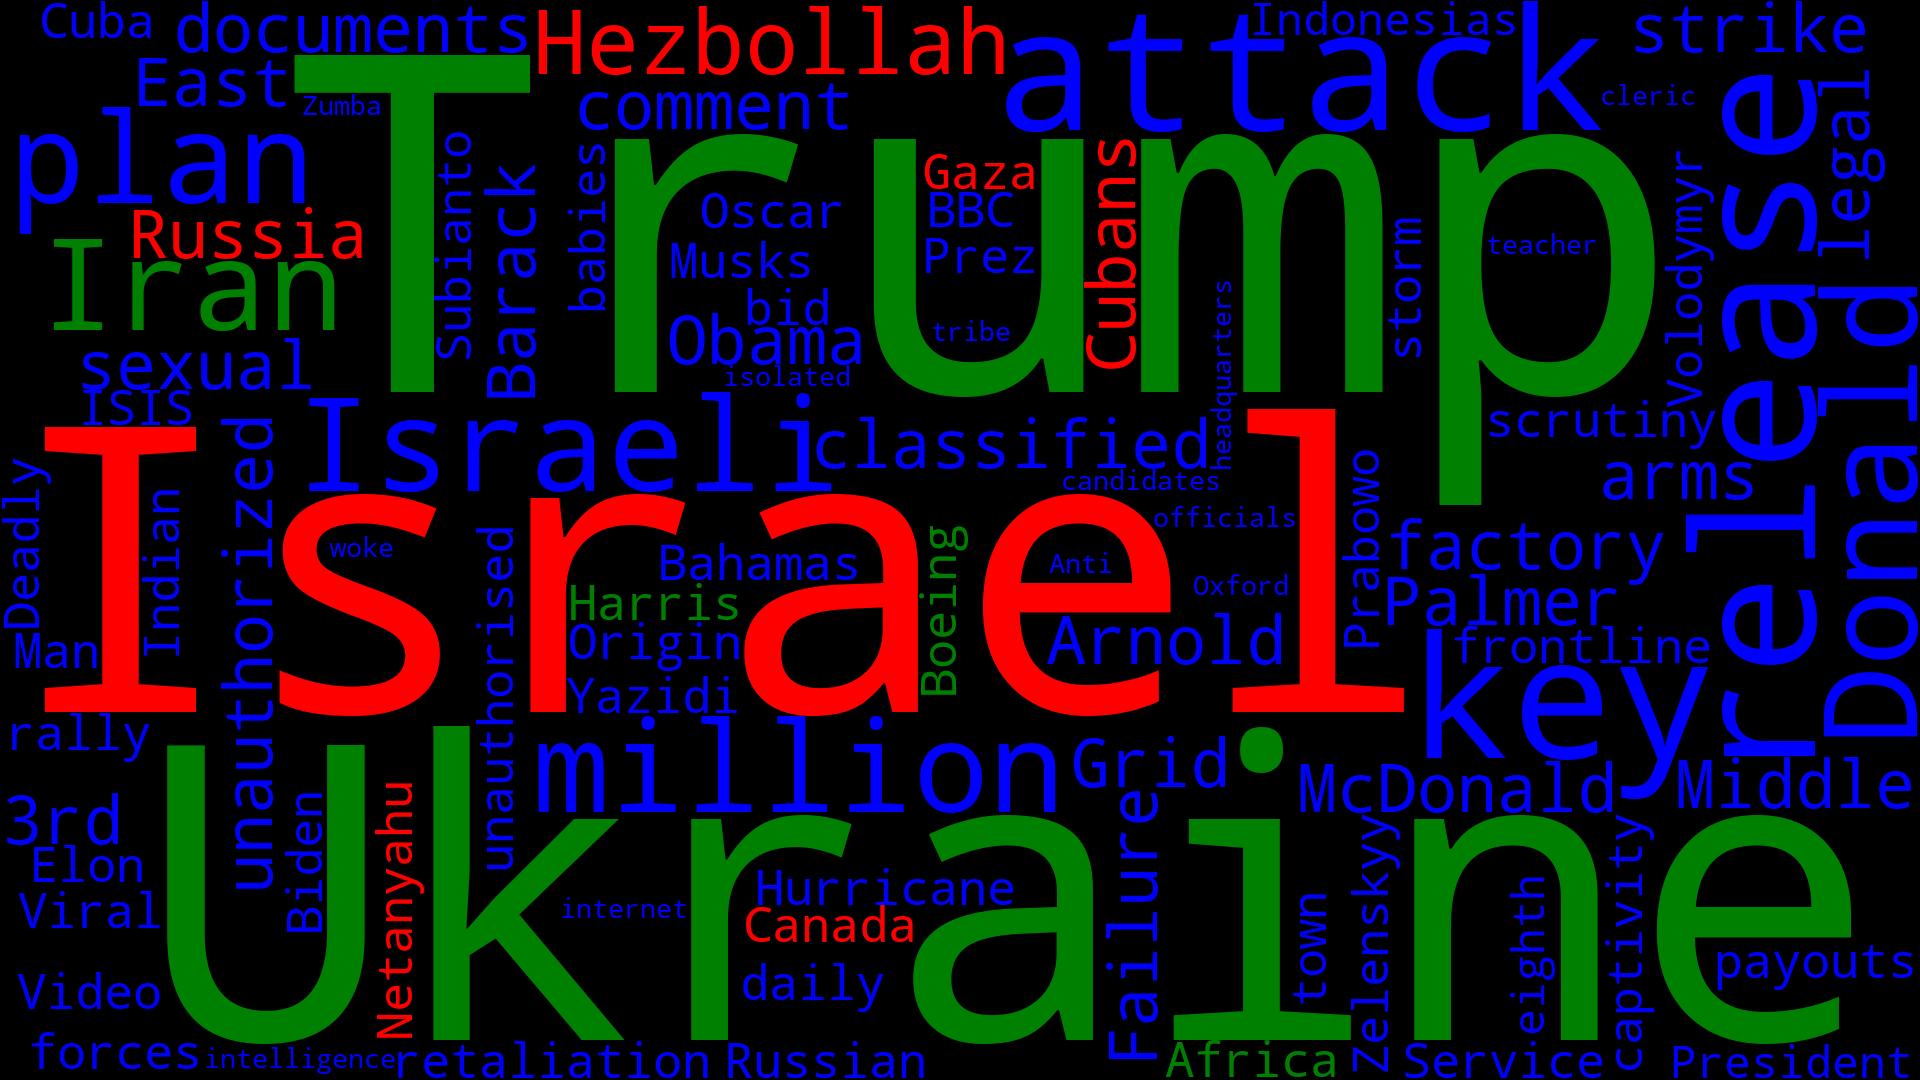 Cuba
documents
Hezbollah
attack
Indonesias
strike
East
Zumba
Trump
comment
cleric
release
legal
plan
Subianto
Barack
babies
Oscar
Gaza
BBC
Cubans
Volodymyr
Russia
Iran
Musks
Prez
storm
teacher
bid
Obama
tribe
headquarters
Donald
sexual
isolated
ISIS
Israeli
classified
scrutiny
Israel
unauthorized
candidates
arms
Deadly
Indian
woke
unauthorised
Bahamas
Boeing
Anti
officials
Oxford
Prabowo
factory
Harris
Palmer
Man
Origin
Arnold
frontline
key
Yazidi
rally
million
Grid
McDonald
Middle
Ukraine
3rd
Biden
Netanyahu
Failure
Elon
Viral
internet
Hurricane
Canada
town
Zelenskyy
eighth
captivity
Video
daily
payouts
forces
intelligence
retaliation
Russian
Africa
Service
President